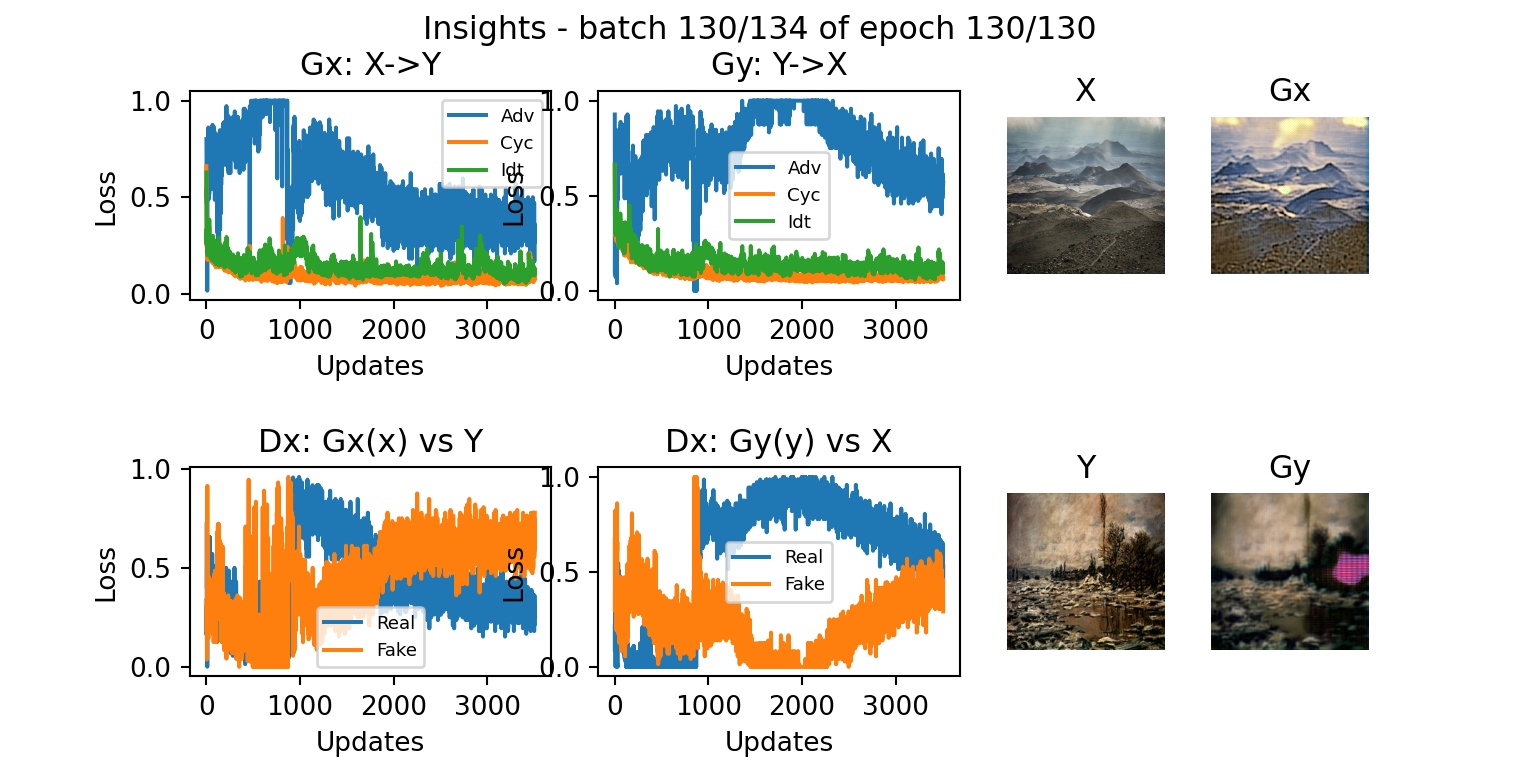 Insights - batch 130/134 of epoch 130/130
Gx: X->Y
1.0
0.5
0.0
Loss
0 1000 2000 3000
Updates
Adv
Cyc
Idt
Gy: Y->X
1.0
0.5
0.0
Loss
0 1000 2000 3000
Updates
Adv
Cyc
Idt
X
Gx
Dx: Gx(x) vs Y
1.0
0.5
0.0
Loss
0 1000 2000 3000
Updates
Real
Fake
Dx: Gy(y) vs X
1.0
0.5
0.0
Loss
0 1000 2000 3000
Updates
Real
Fake
Y
Gy